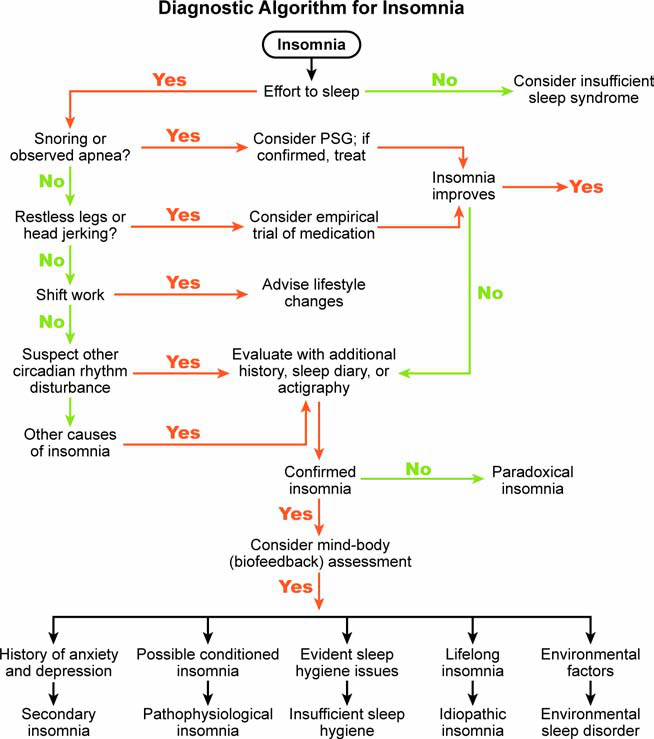 Diagnostic Algorithm for Insomnia
Insomnia
Yes
Effort to sleep
No
Consider insufficient
sleep syndrome
Snoring or
observed apnea?
Yes
Consider PSG; if
confirmed, treat
Insomnia
improves
Yes
No
Restless legs or
head jerking?
Yes
Consider empirical
trial of medication
No
No
Shift work
Yes
Advise lifestyle
changes
No
Suspect other
circadian rhythm
disturbance
Yes
Evaluate with additional
history, sleep diary, or
actigraphy
Other causes
of insomnia
Yes
Confirmed
insomnia
No
Paradoxical
insomnia
Yes
Consider mind-body
(biofeedback) assessment
Yes
History of anxiety
and depression
Possible conditioned
insomnia
Evident sleep
hygiene issues
Lifelong
insomnia
Environmental
factors
Secondary
insomnia
Pathophysiological
insomnia
Insufficient sleep
hygiene
Idiopathic
insomnia
Environmental
sleep disorder